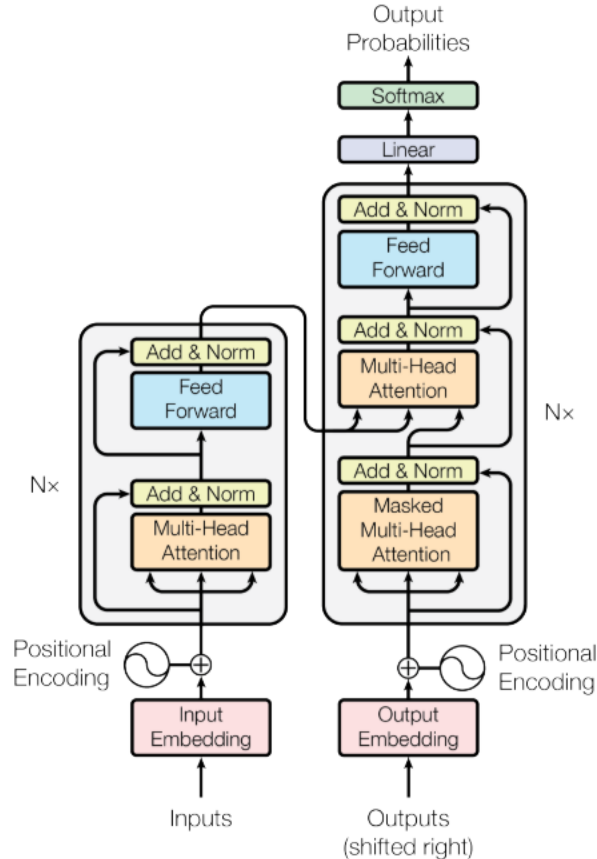 Output
Probabilities
Softmax
Linear
Add & Norm
Feed
Forward
Add & Norm
Multi-Head
Attention
Add & Norm
Masked
Multi-Head
Attention
N×
Add & Norm
Feed
Forward
Add & Norm
Multi-Head
Attention
N×
Positional
Encoding
Positional
Encoding
Input
Embedding
Output
Embedding
Inputs
Outputs
(shifted right)